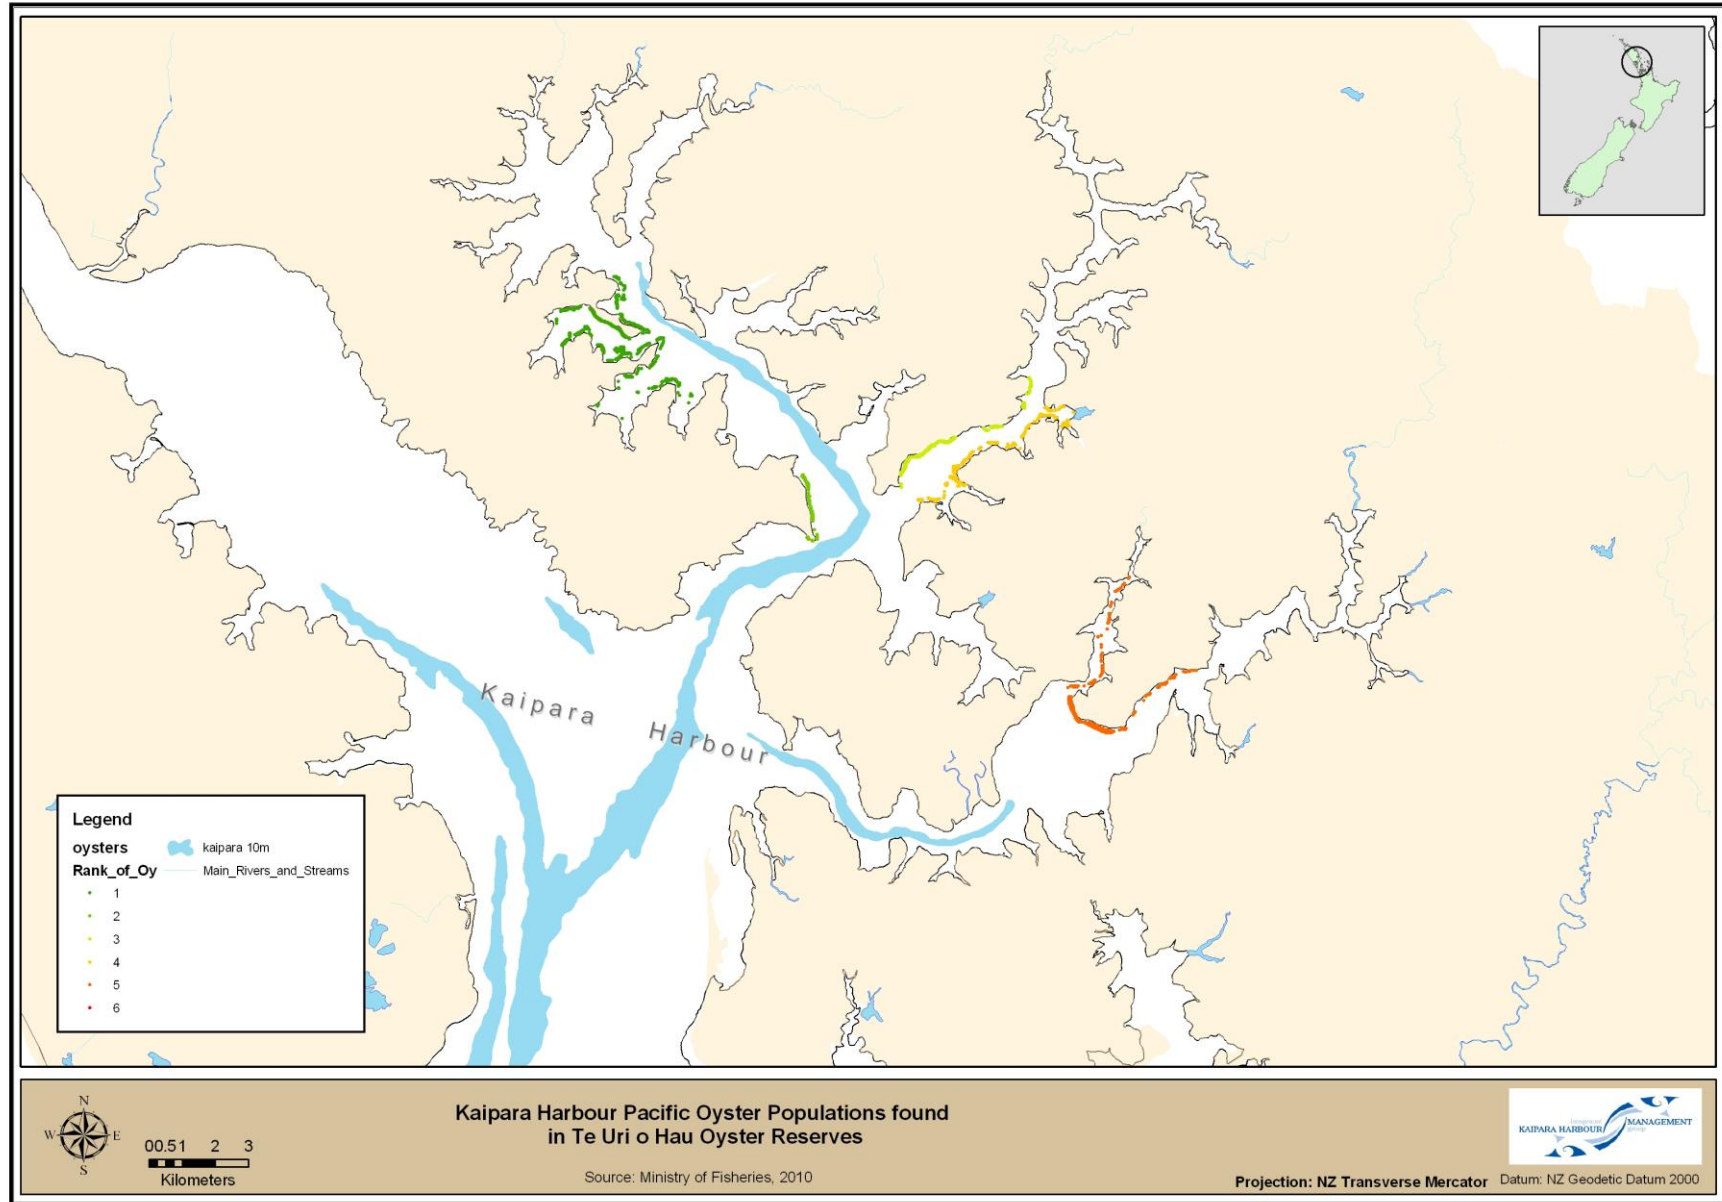 Kaipara
Harbour
Legend
oysters
kaipara 10m
Rank_of_Oy
Main_Rivers_and_Streams
1
2
3
4
5
6
N
W
E
S
00.51 2 3
Kilometers
Kaipara Harbour Pacific Oyster Populations found
in Te Uri o Hau Oyster Reserves
Source: Ministry of Fisheries, 2010
KAIPARA HARBOUR
MANAGEMENT
group
Projection: NZ Transverse Mercator Datum: NZ Geodetic Datum 2000